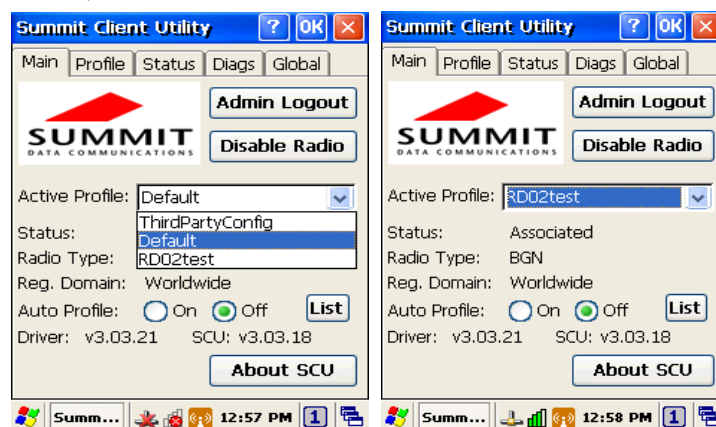 Summit Client Utility ? OK
Main Profile Status Diags Global
Admin Logout
SUMMIT
DATA COMMUNICATIONS
Disable Radio
Active Profile: Default
ThirdPartyConfig
Status:
Default
Radio Type: RD02test
Reg. Domain: Worldwide
Auto Profile: On Off List
Driver: v3.03.21 SCU: v3.03.18
About SCU
Summ... 12:57 PM 1
Summit Client Utility ? OK
Main Profile Status Diags Global
Admin Logout
SUMMIT
DATA COMMUNICATIONS
Disable Radio
Active Profile: RD02test
Status: Associated
Radio Type: BGN
Reg. Domain: Worldwide
Auto Profile: On Off List
Driver: v3.03.21 SCU: v3.03.18
About SCU
Summ... 12:58 PM 1